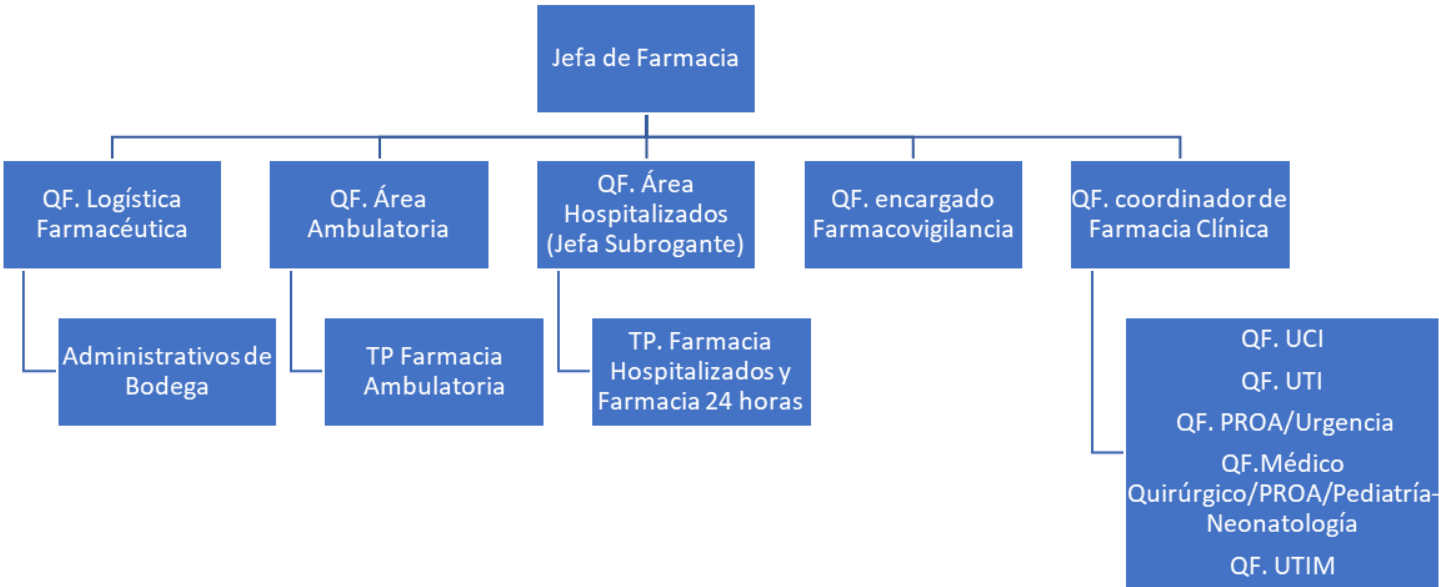 Jefa de Farmacia
QF. Logística
Farmacéutica
QF. Área
Ambulatoria
QF. Área
Hospitalizados
(Jefa Subrogante)
QF. encargado
Farmacovigilancia
QF. coordinador de
Farmacia Clínica
Administrativos de
Bodega
TP Farmacia
Ambulatoria
TP. Farmacia
Hospitalizados y
Farmacia 24 horas
QF. UCI
QF. UTI
QF. PROA/Urgencia
QF.Médico
Quirúrgico/PROA/Pediatría-
Neonatología
QF. UTIM